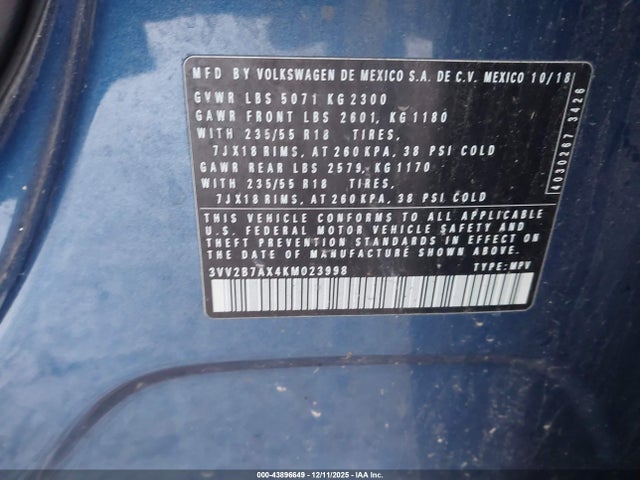 MFD BY VOLKSWAGEN DE MEXICO S.A. DE C.V. MEXICO 10/18
GVWR LBS 5071 KG 2300
GAWR FRONT LBS 2601, KG 1180
WITH 235/55 R18 TIRES,
7JX18 RIMS, AT 260 KPA, 38 PSI COLD
GAWR REAR LBS 2579, KG 1170
WITH 235/55 R18 TIRES,
7JX18 RIMS, AT 260 KPA, 38 PSI COLD
THIS VEHICLE CONFORMS TO ALL APPLICABLE
U.S. FEDERAL MOTOR VEHICLE SAFETY AND
THEFT PREVENTION STANDARDS IN EFFECT ON
THE DATE OF MANUFACTURE SHOWN ABOVE.
3VV2B7AX4KM023998 TYPE: MPV
4030267 3426
00-43896649 - 12/11/2025 - IAA Inc.